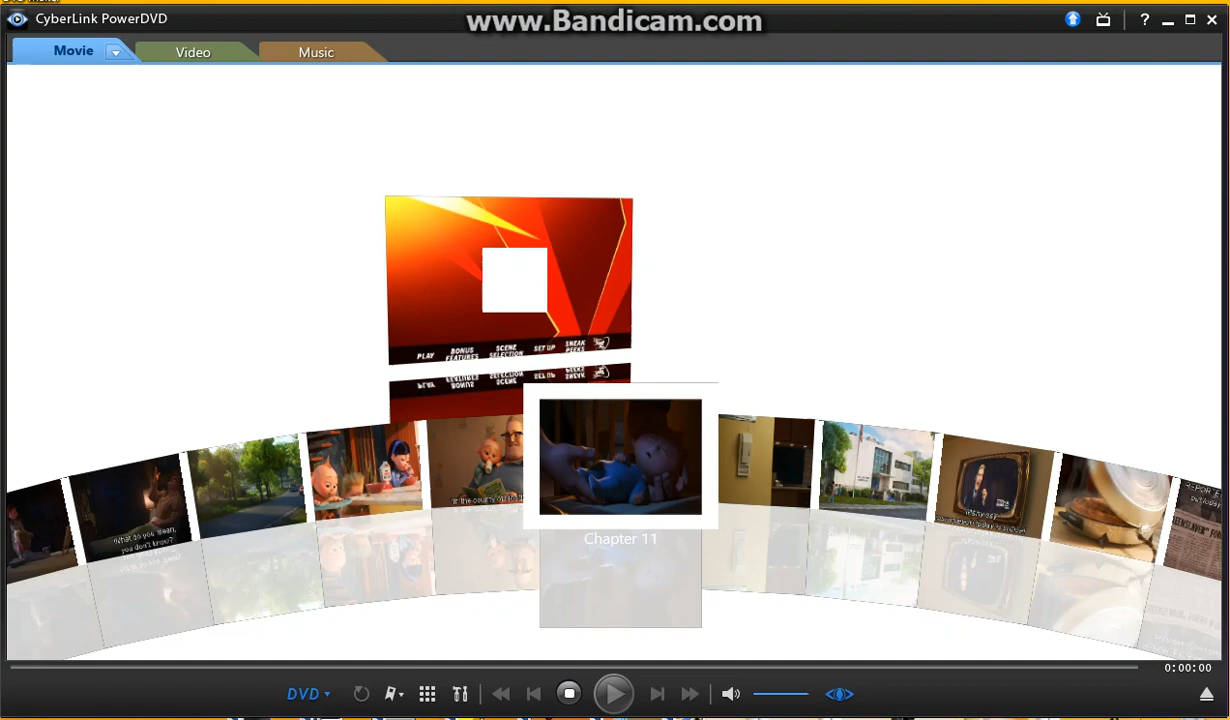 CyberLink PowerDVD
www.Bandicam.com
?
Movie
Video
Music
PLAY
BONUS
FEATURES
SCENE
SELECTION
SET UP
SNEAK
PEEKS
"What do you mean,
you don't know?
Chapter 11
0:00:00
DVD